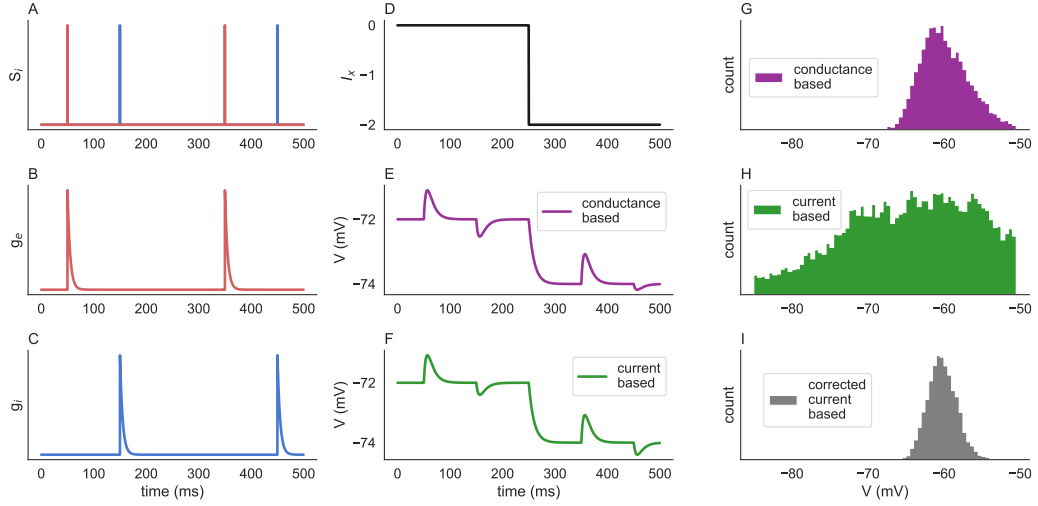 A
S_i
0 100 200 300 400 500
D
0
−1
−2
I_x
0 100 200 300 400 500
G
count
conductance
based
−80 −70 −60 −50
B
g_e
0 100 200 300 400 500
E
−72
−74
V (mV)
conductance
based
0 100 200 300 400 500
H
count
current
based
−80 −70 −60 −50
C
g_i
0 100 200 300 400 500
time (ms)
F
−72
−74
V (mV)
current
based
0 100 200 300 400 500
time (ms)
I
count
corrected
current
based
−80 −70 −60 −50
V (mV)